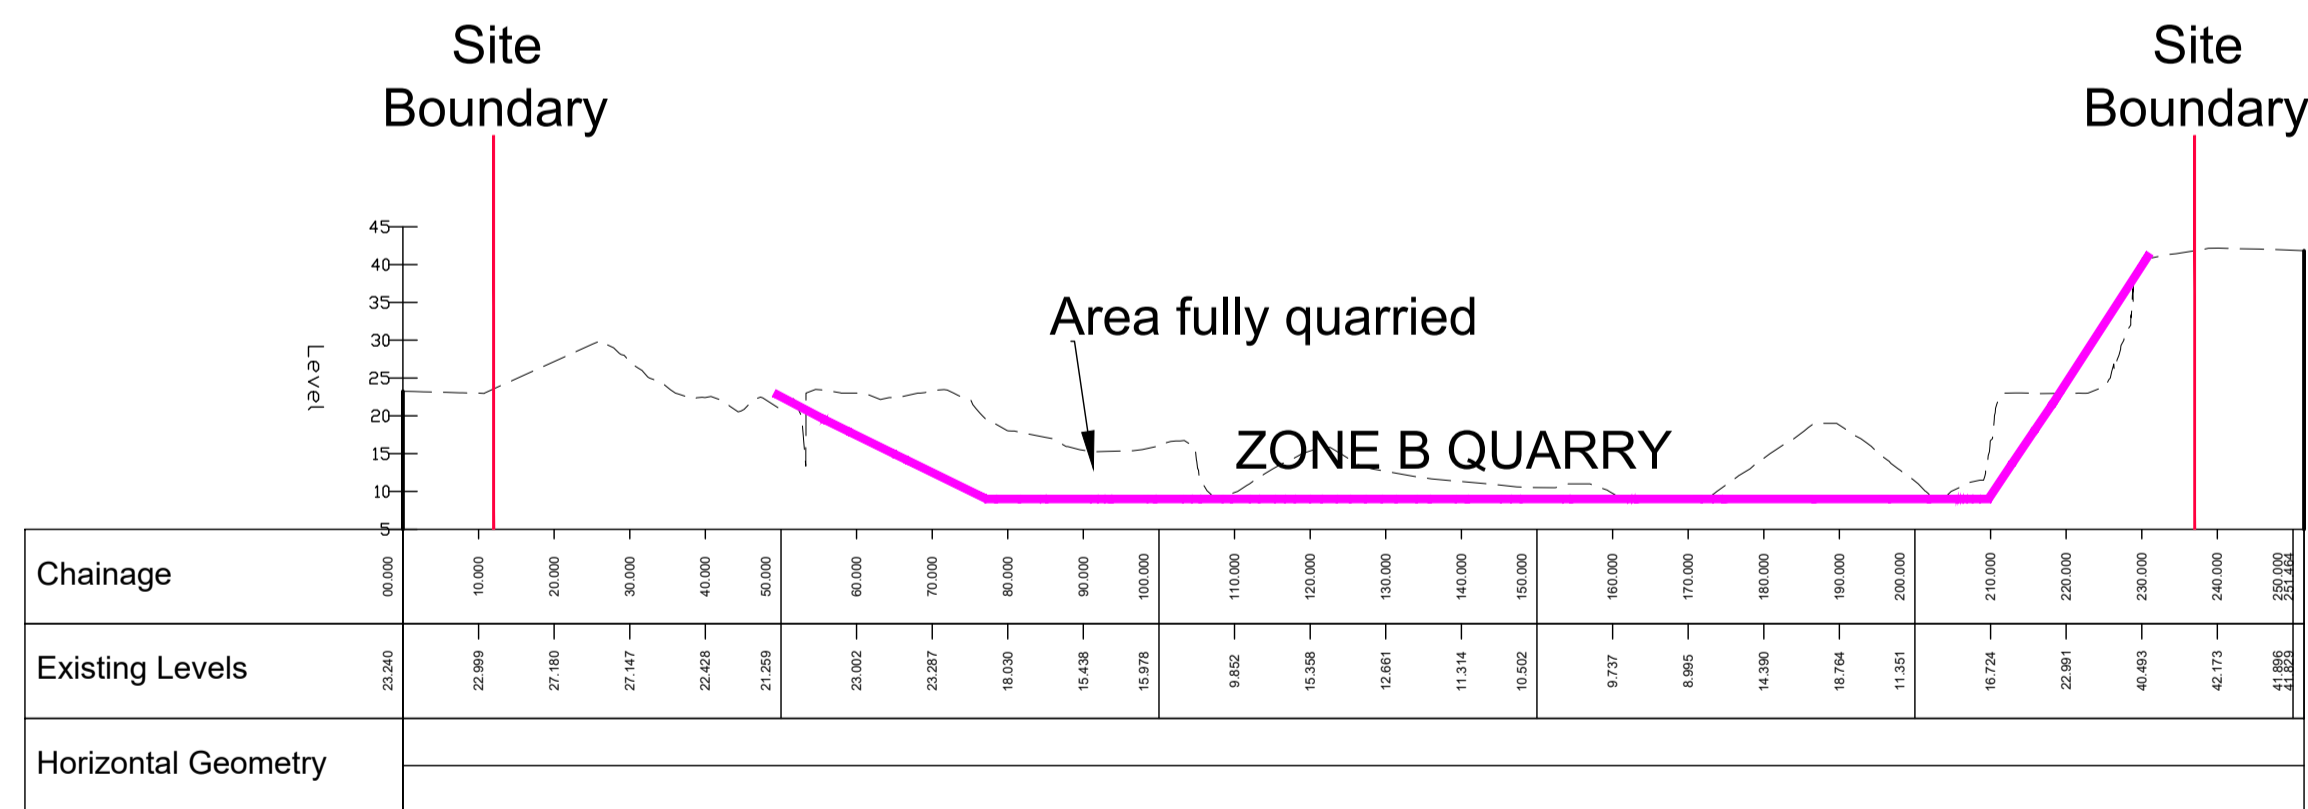 Site
Boundary
Site
Boundary
45
40
35
30
25
20
15
10
5
Level
Area fully quarried
ZONE B QUARRY
Chainage 00.000 10.000 20.000 30.000 40.000 50.000 60.000 70.000 80.000 90.000 100.000 110.000 120.000 130.000 140.000 150.000 160.000 170.000 180.000 190.000 200.000 210.000 220.000 230.000 240.000 250.000 251.464
Existing Levels 23.240 22.999 27.180 27.147 22.428 21.259 23.002 23.287 18.030 15.438 15.978 9.852 15.358 12.661 11.314 10.502 9.737 8.995 14.390 18.764 11.351 16.724 22.991 40.493 42.173 41.896 41.829
Horizontal Geometry